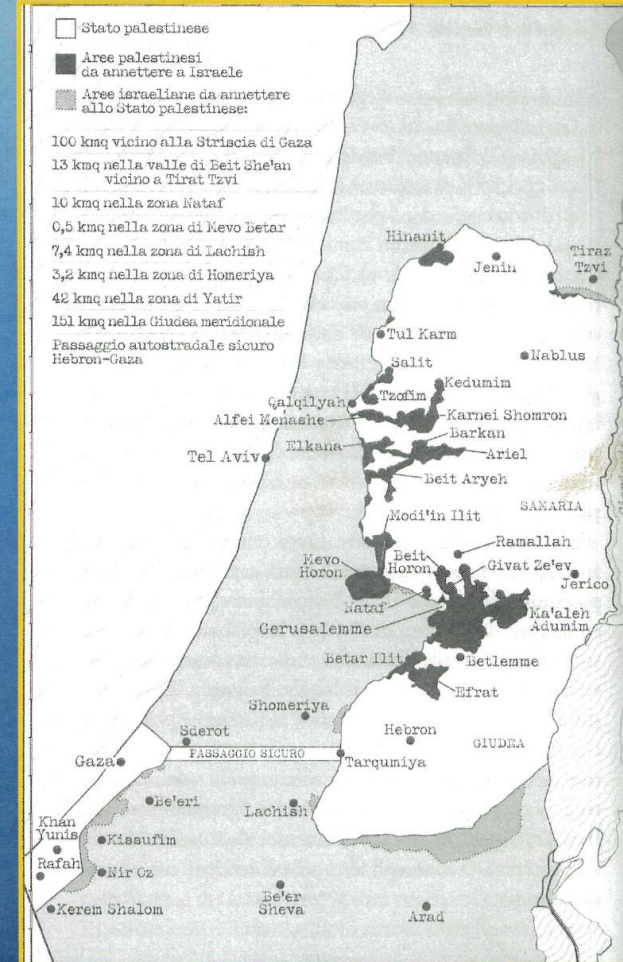 Stato palestinese
Aree palestinesi
da annettere a Israele
Aree israeliane da annettere
allo Stato palestinese:
100 kmq vicino alla Striscia di Gaza
13 kmq nella valle di Beit She'an
vicino a Tirat Tzvi
10 kmq nella zona Nataf
0,5 kmq nella zona di Mevo Betar
7,4 kmq nella zona di Lachish
3,2 kmq nella zona di Homeriya
42 kmq nella zona di Yatir
151 kmq nella Giudea meridionale
Passaggio autostradale sicuro
Hebron-Gaza
Hinanit
Jenin
Tiraz
Tzvi
Tul Karm
Nablus
Salit
Kedumim
Tzofim
Qalqilyah
Alfei Menashe
Karnei Shomron
Barkan
Elkana
Ariel
Tel Aviv
Beit Aryeh
SAMARIA
Modi'in Ilit
Ramallah
Mevo
Horon
Beit
Horon
Givat Ze'ev
Jerico
Nataf
Ma'aleh
Adumim
Gerusalemme
Betar Ilit
Betlemme
Efrat
Shomeriya
Sderot
Hebron
GIUDEA
PASSAGGIO SICURO
Gaza
Tarqumiya
Be'eri
Lachish
Khan
Yunis
Kissufim
Rafah
Nir Oz
Kerem Shalom
Be'er
Sheva
Arad